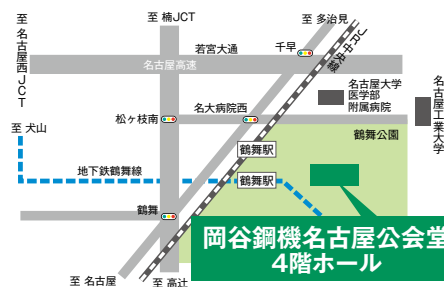 至 楠JCT
至 多治見
至 名古屋西JCT
若宮大通
千早
JR中央線
名古屋高速
名古屋大学
医学部
附属病院
名古屋工業大学
松ヶ枝南
名大病院西
至 犬山
鶴舞公園
鶴舞駅
地下鉄鶴舞線
鶴舞駅
鶴舞
岡谷鋼機名古屋公会堂
4階ホール
至 名古屋
至 高辻